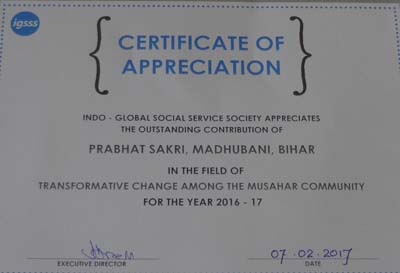 igsss
CERTIFICATE OF
APPRECIATION
INDO - GLOBAL SOCIAL SERVICE SOCIETY APPRECIATES
THE OUTSTANDING CONTRIBUTION OF
PRABHAT SAKRI, MADHUBANI, BIHAR
IN THE FIELD OF
TRANSFORMATIVE CHANGE AMONG THE MUSAHAR COMMUNITY
FOR THE YEAR 2016 - 17
07.02.2017
EXECUTIVE DIRECTOR DATE